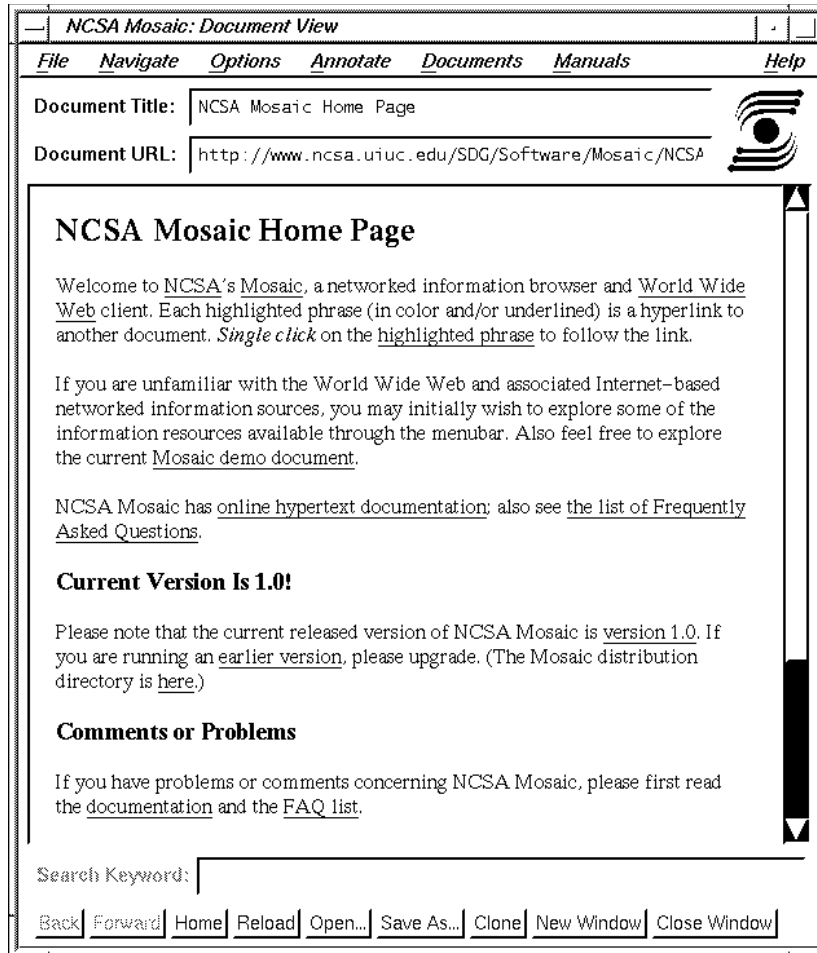 NCSA Mosaic: Document View
File Navigate Options Annotate Documents Manuals Help
Document Title: NCSA Mosaic Home Page
Document URL: http://www.ncsa.uiuc.edu/SDG/Software/Mosaic/NCSA
NCSA Mosaic Home Page
Welcome to NCSA's Mosaic, a networked information browser and World Wide
Web client. Each highlighted phrase (in color and/or underlined) is a hyperlink to
another document. Single click on the highlighted phrase to follow the link.
If you are unfamiliar with the World Wide Web and associated Internet-based
networked information sources, you may initially wish to explore some of the
information resources available through the menubar. Also feel free to explore
the current Mosaic demo document.
NCSA Mosaic has online hypertext documentation; also see the list of Frequently
Asked Questions.
Current Version Is 1.0!
Please note that the current released version of NCSA Mosaic is version 1.0. If
you are running an earlier version, please upgrade. (The Mosaic distribution
directory is here.)
Comments or Problems
If you have problems or comments concerning NCSA Mosaic, please first read
the documentation and the FAQ list.
Search Keyword:
Back Forward Home Reload Open... Save As... Clone New Window Close Window